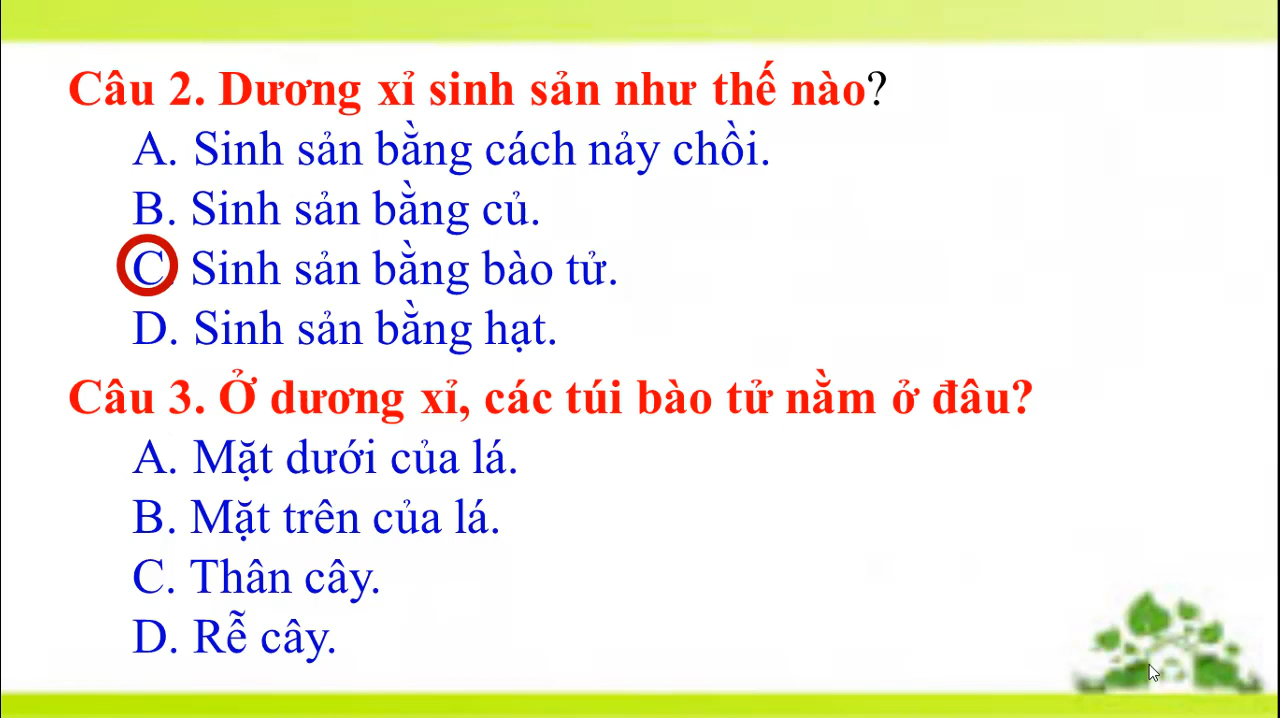 Câu 2. Dương xỉ sinh sản như thế nào?
A. Sinh sản bằng cách nảy chồi.
B. Sinh sản bằng củ.
C. Sinh sản bằng bào tử.
D. Sinh sản bằng hạt.
Câu 3. Ở dương xỉ, các túi bào tử nằm ở đâu?
A. Mặt dưới của lá.
B. Mặt trên của lá.
C. Thân cây.
D. Rễ cây.